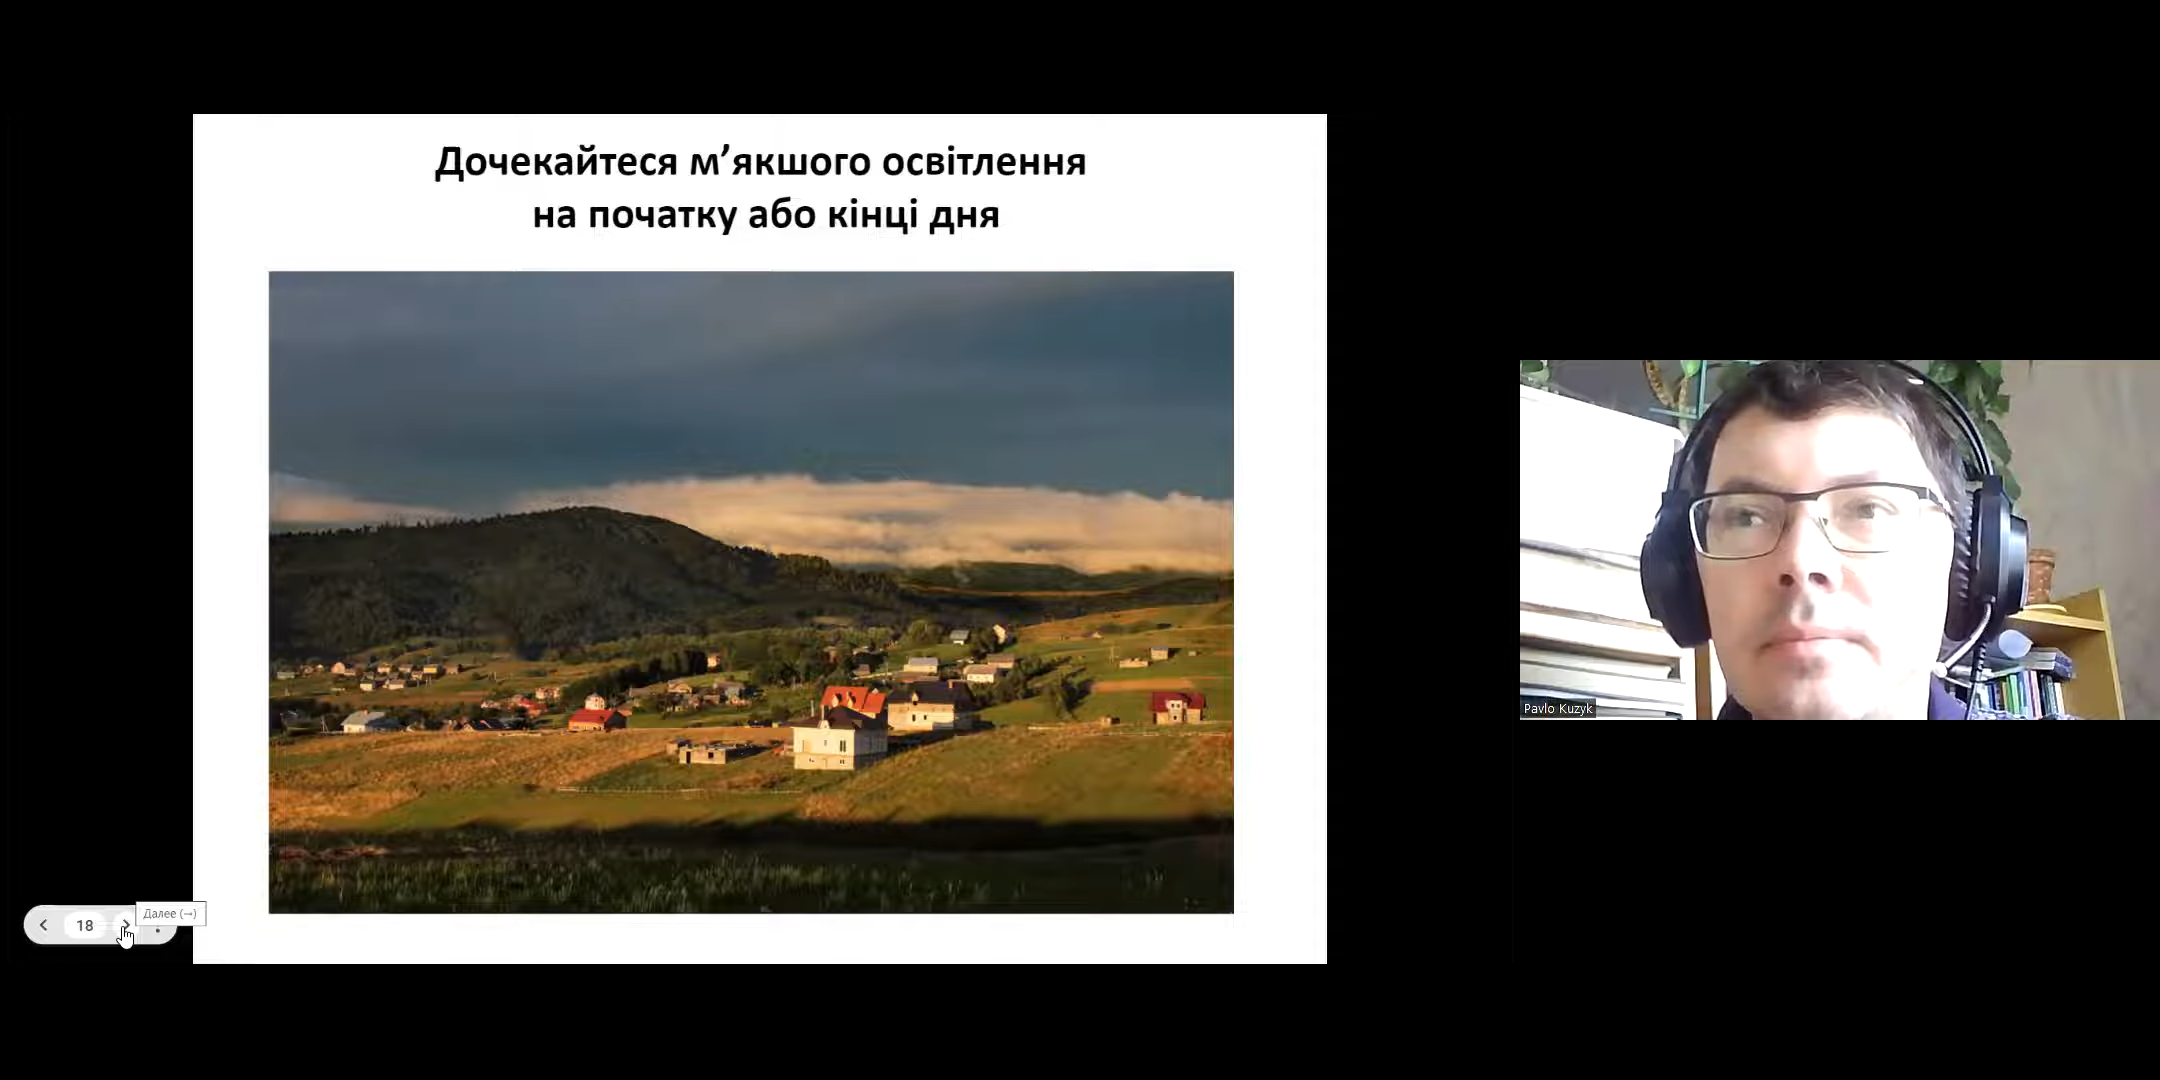 Дочекайтеся м’якшого освітлення
на початку або кінці дня
Pavlo Kuzyk
18
Далее (→)